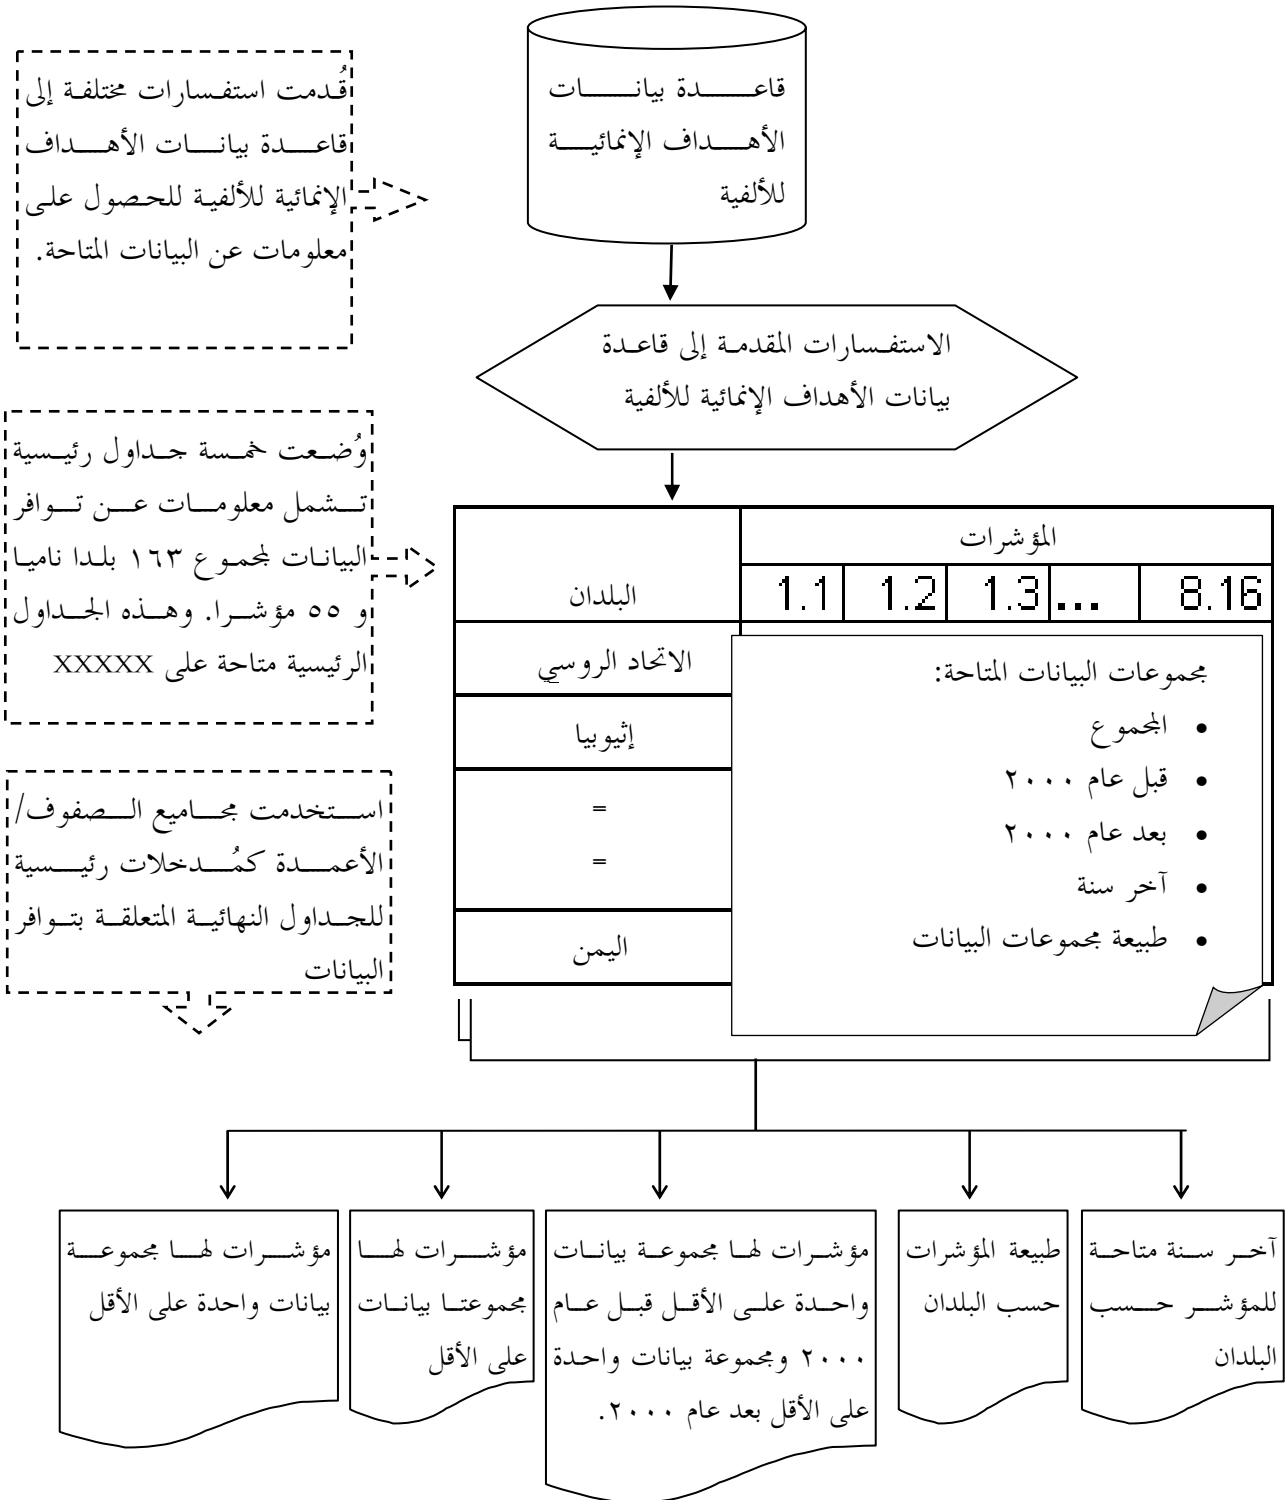 قاعدة بيانات
الأهداف الإنمائية
للألفية
قُدمت استفسارات مختلفة إلى
قاعدة بيانات الأهداف
الإنمائية للألفية للحصول على
معلومات عن البيانات المتاحة.
الاستفسارات المقدمة إلى قاعدة
بيانات الأهداف الإنمائية للألفية
وُضعت خمسة جداول رئيسية
تشمل معلومات عن توافر
البيانات لمجموع ١٦٣ بلدا ناميا
و ٥٥ مؤشرا. وهذه الجداول
الرئيسية متاحة على XXXXX
المؤشرات
البلدان
1.1 1.2 1.3 ... 8.16
الاتحاد الروسي
إثيوبيا
=
=
اليمن
مجموعات البيانات المتاحة:
• المجموع
• قبل عام ٢٠٠٠
• بعد عام ٢٠٠٠
• آخر سنة
• طبيعة مجموعات البيانات
استخدمت مجاميع الصفوف/
الأعمدة كمُدخلات رئيسية
للجداول النهائية المتعلقة بتوافر
البيانات
آخر سنة متاحة
للمؤشر حسب
البلدان
طبيعة المؤشرات
حسب البلدان
مؤشرات لها مجموعة بيانات
واحدة على الأقل قبل عام
٢٠٠٠ ومجموعة بيانات واحدة
على الأقل بعد عام ٢٠٠٠.
مؤشرات لها
مجموعتا بيانات
على الأقل
مؤشرات لها مجموعة
بيانات واحدة على الأقل